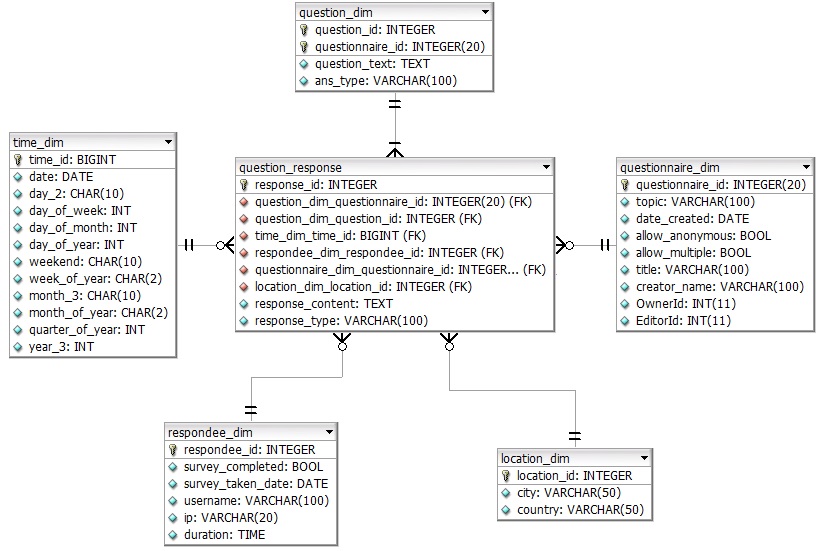 question_dim
question_id: INTEGER
questionnaire_id: INTEGER(20)
question_text: TEXT
ans_type: VARCHAR(100)
time_dim
time_id: BIGINT
date: DATE
day_2: CHAR(10)
day_of_week: INT
day_of_month: INT
day_of_year: INT
weekend: CHAR(10)
week_of_year: CHAR(2)
month_3: CHAR(10)
month_of_year: CHAR(2)
quarter_of_year: INT
year_3: INT
question_response
response_id: INTEGER
question_dim_questionnaire_id: INTEGER(20) (FK)
question_dim_question_id: INTEGER (FK)
time_dim_time_id: BIGINT (FK)
respondee_dim_respondee_id: INTEGER (FK)
questionnaire_dim_questionnaire_id: INTEGER... (FK)
location_dim_location_id: INTEGER (FK)
response_content: TEXT
response_type: VARCHAR(100)
questionnaire_dim
questionnaire_id: INTEGER(20)
topic: VARCHAR(100)
date_created: DATE
allow_anonymous: BOOL
allow_multiple: BOOL
title: VARCHAR(100)
creator_name: VARCHAR(100)
OwnerId: INT(11)
EditorId: INT(11)
respondee_dim
respondee_id: INTEGER
survey_completed: BOOL
survey_taken_date: DATE
username: VARCHAR(100)
ip: VARCHAR(20)
duration: TIME
location_dim
location_id: INTEGER
city: VARCHAR(50)
country: VARCHAR(50)